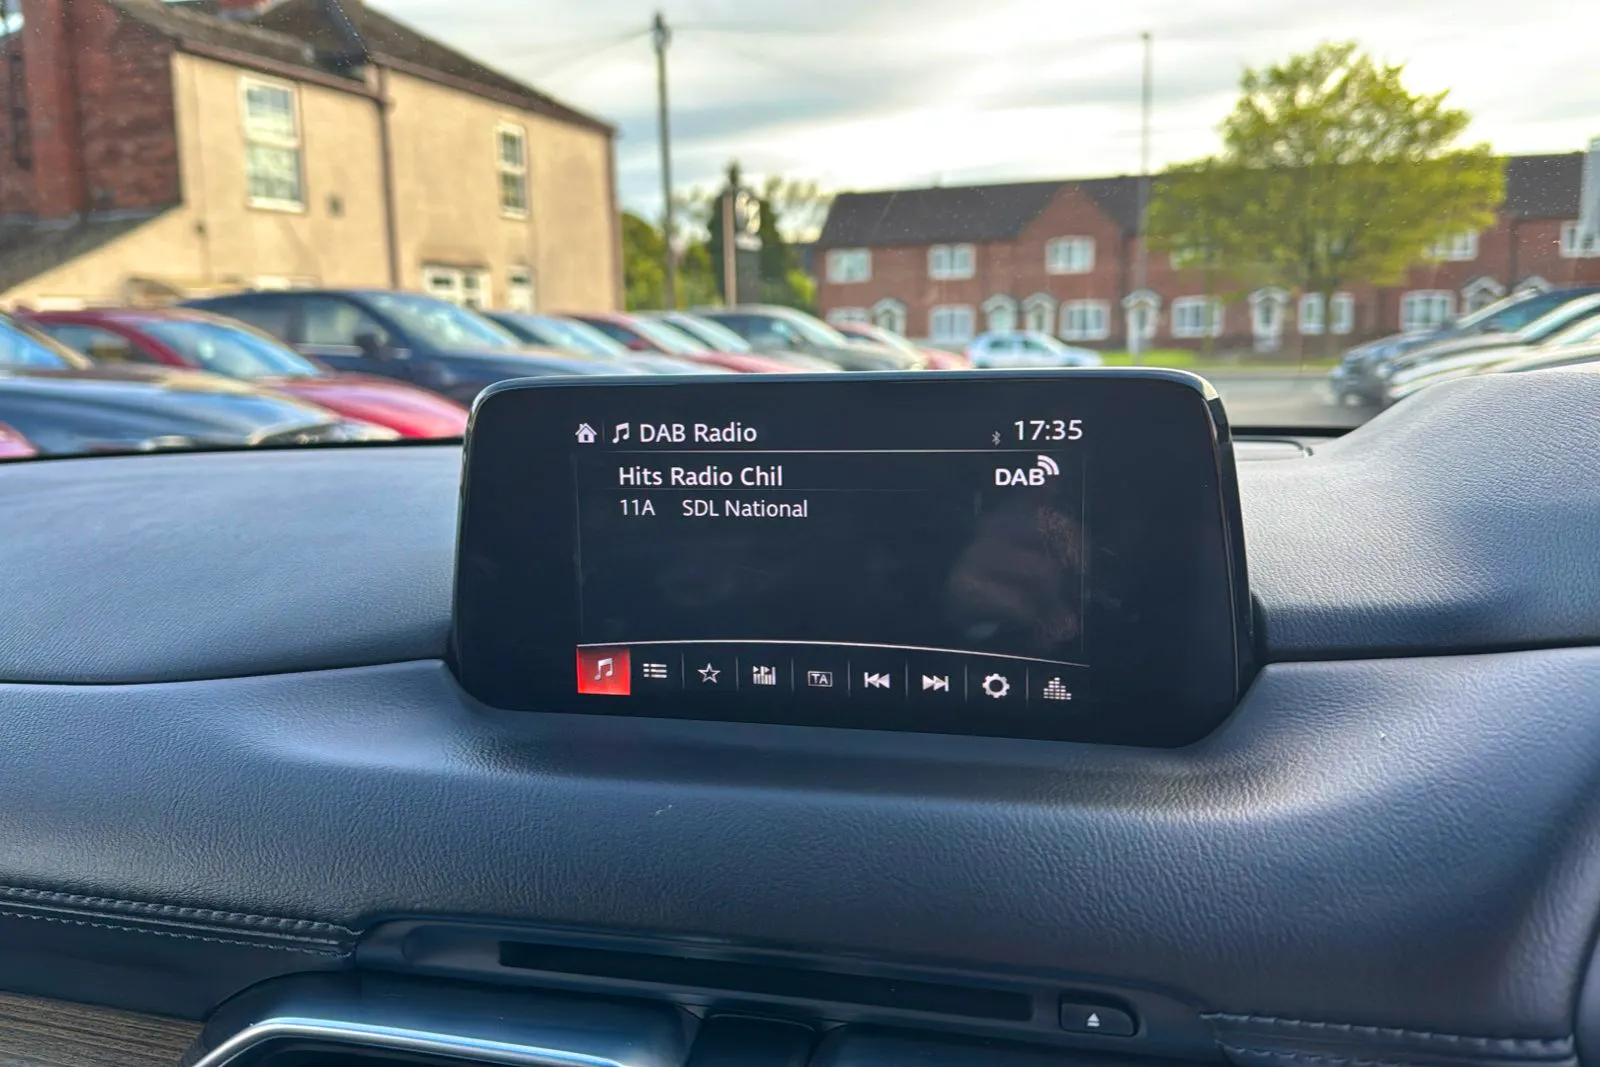 DAB Radio 17:35
Hits Radio Chil DAB
11A SDL National
TA